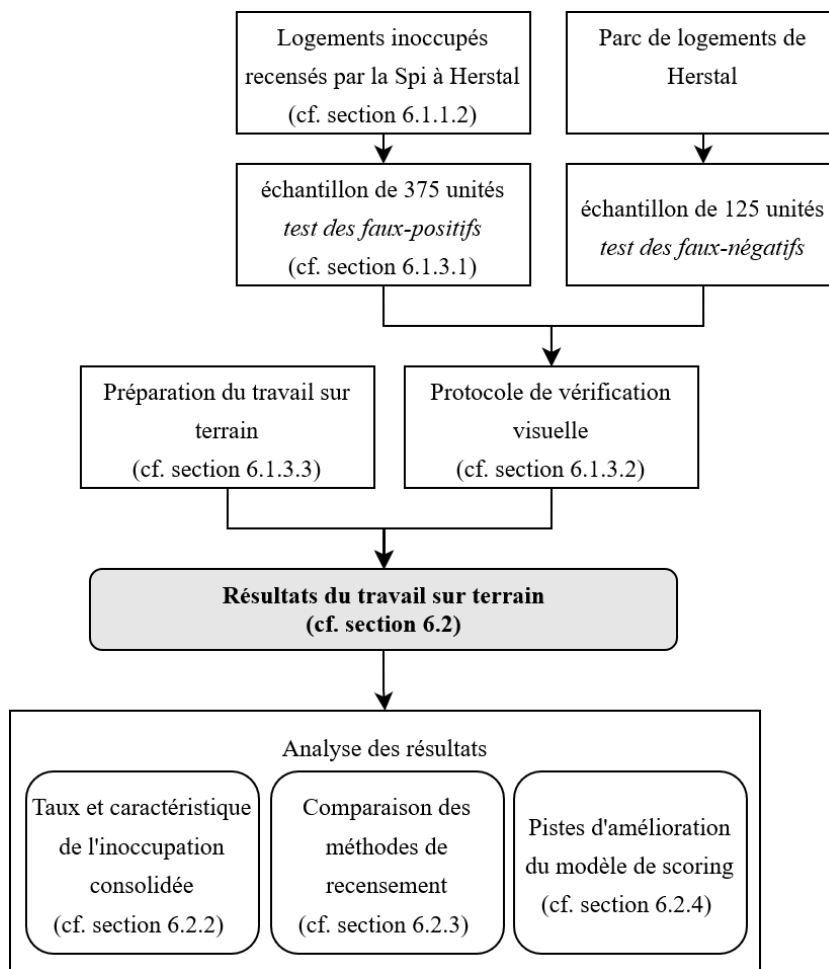 Logements inoccupés
recensés par la Spi à Herstal
(cf. section 6.1.1.2)
Parc de logements de
Herstal
échantillon de 375 unités
test des faux-positifs
(cf. section 6.1.3.1)
échantillon de 125 unités
test des faux-négatifs
Préparation du travail sur
terrain
(cf. section 6.1.3.3)
Protocole de vérification
visuelle
(cf. section 6.1.3.2)
Résultats du travail sur terrain
(cf. section 6.2)
Analyse des résultats
Taux et caractéristique
de l'inoccupation
consolidée
(cf. section 6.2.2)
Comparaison des
méthodes de
recensement
(cf. section 6.2.3)
Pistes d'amélioration
du modèle de scoring
(cf. section 6.2.4)